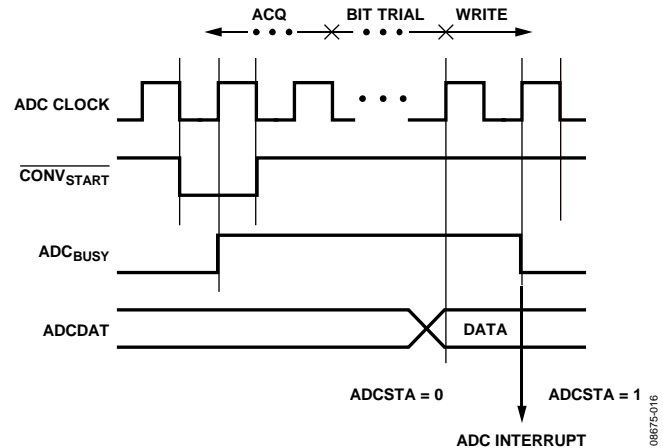 ACQ BIT TRIAL WRITE
ADC CLOCK
CONVSTART
ADCBUSY
ADCDAT
DATA
ADCSTA = 0 ADCSTA = 1
ADC INTERRUPT
08675-016